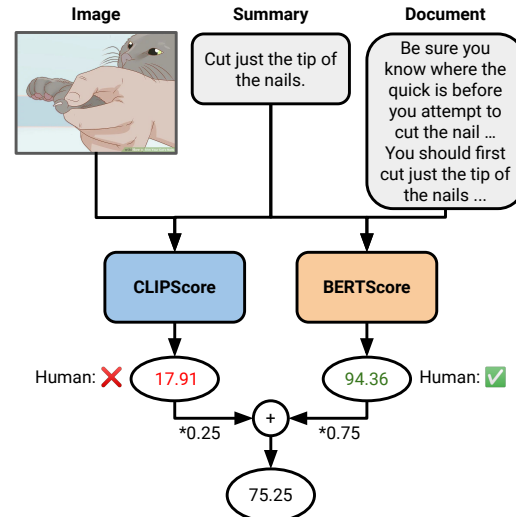 Image
Summary
Document
Cut just the tip of
the nails.
Be sure you
know where the
quick is before
you attempt to
cut the nail ...
You should first
cut just the tip of
the nails ...
CLIPScore
BERTScore
Human: ❌
17.91
94.36
Human: ✅
*0.25
+
*0.75
75.25